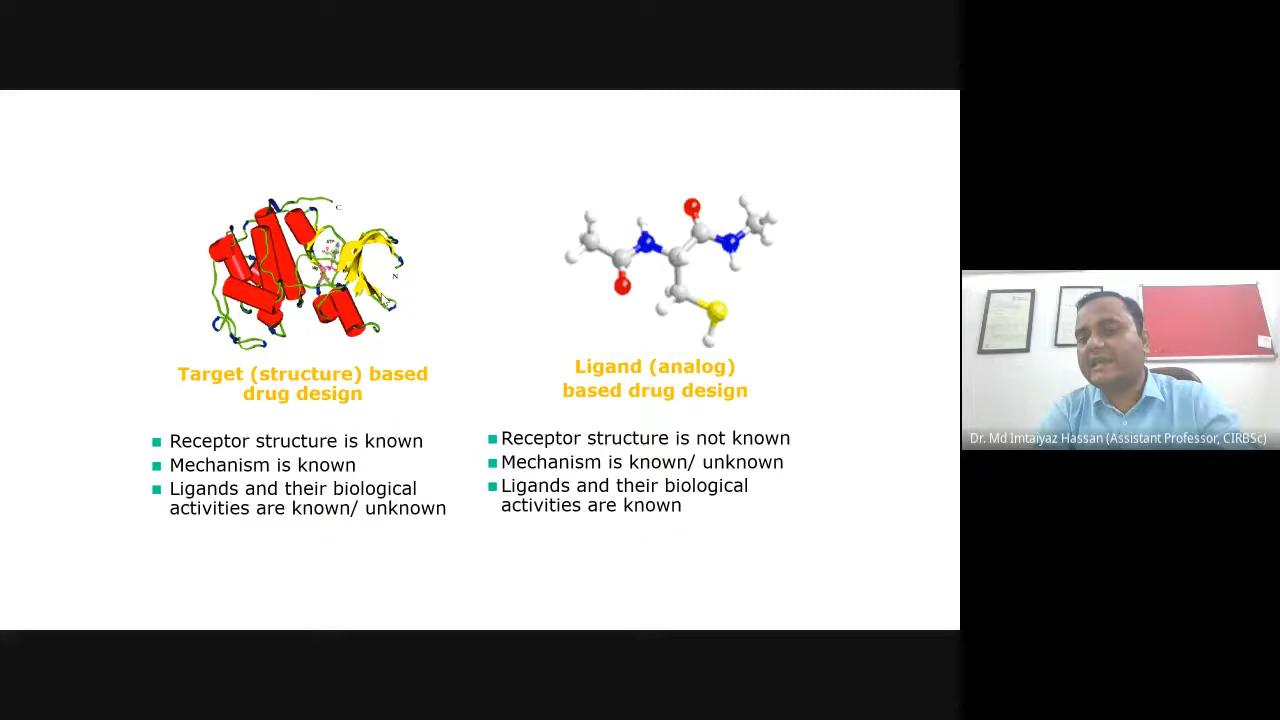 C
ATP
N
Target (structure) based
drug design
Receptor structure is known
Mechanism is known
Ligands and their biological
activities are known/ unknown
Ligand (analog)
based drug design
Receptor structure is not known
Mechanism is known/ unknown
Ligands and their biological
activities are known
Dr. Md Imtaiyaz Hassan (Assistant Professor, CIRBSc)